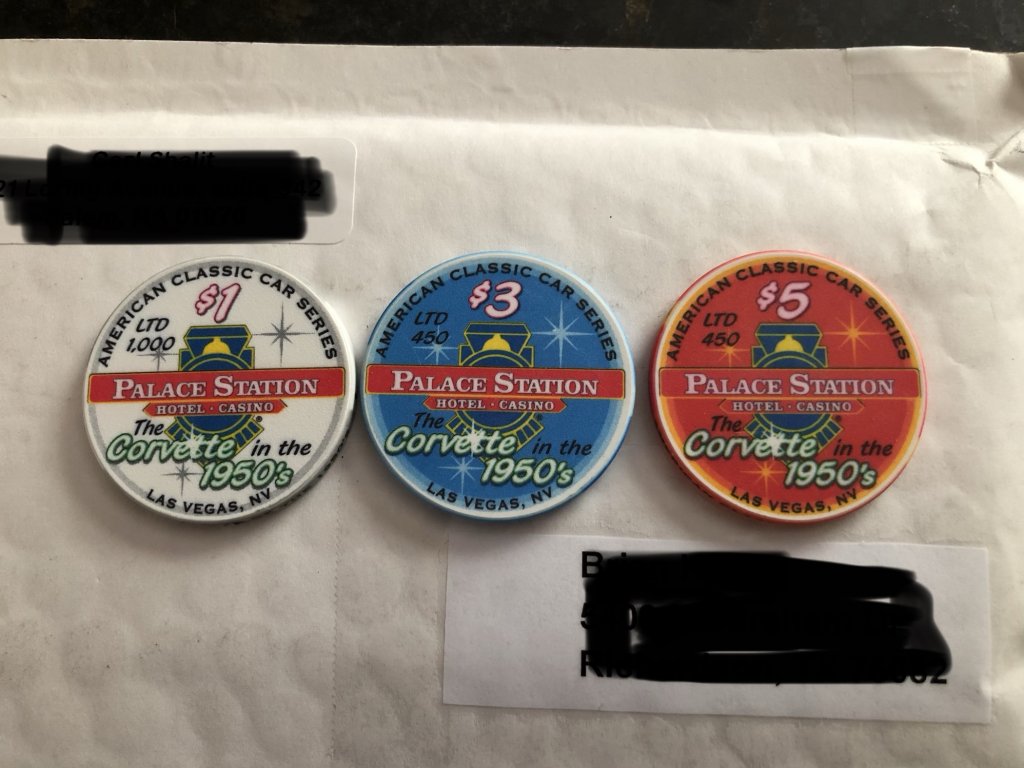 AMERICAN CLASSIC CAR SERIES
$1
LTD
1,000
PALACE STATION
HOTEL · CASINO
®
The
Corvette in the
1950's
LAS VEGAS, NV
AMERICAN CLASSIC CAR SERIES
$3
LTD
450
PALACE STATION
HOTEL · CASINO
The
Corvette in the
1950's
LAS VEGAS, NV
AMERICAN CLASSIC CAR SERIES
$5
LTD
450
PALACE STATION
HOTEL · CASINO
The
Corvette in the
1950's
LAS VEGAS, NV